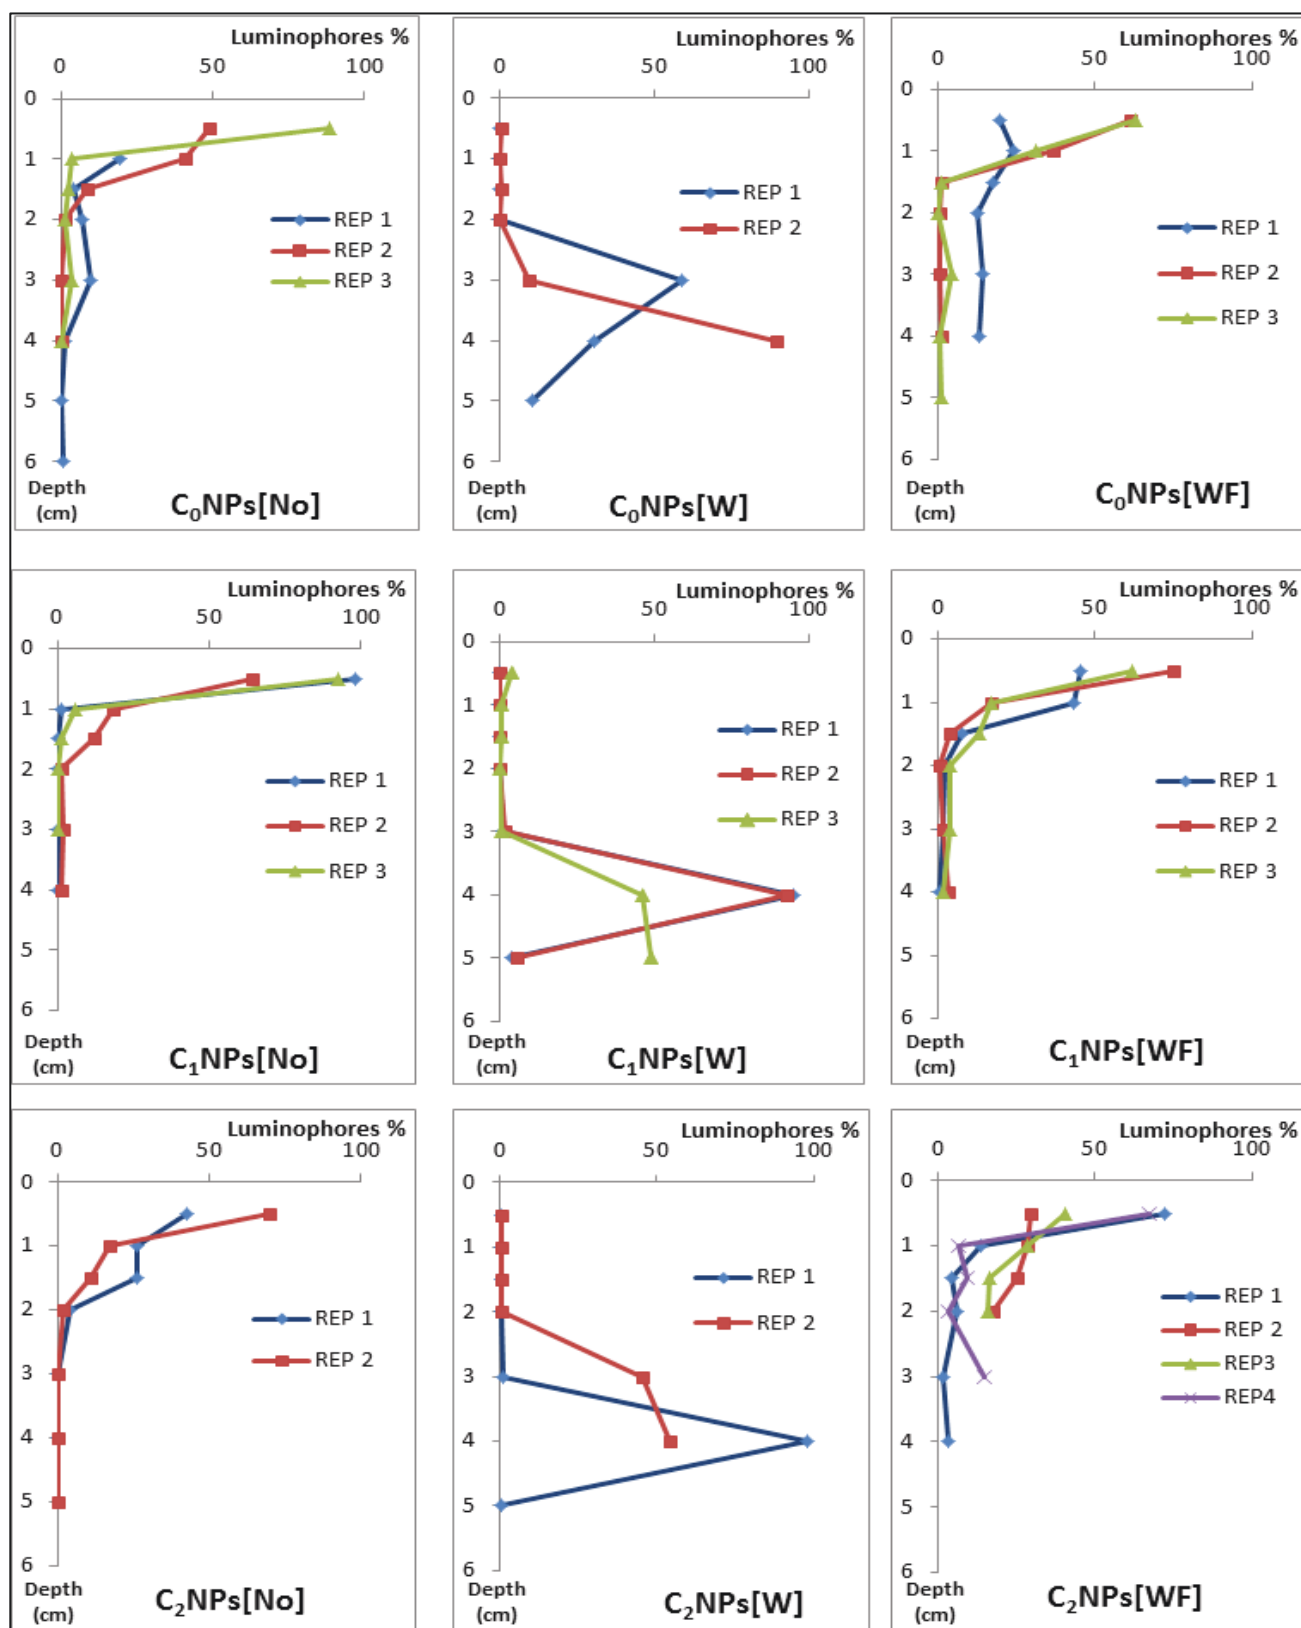 Luminophores %
0 50 100
0
1
2
3
4
5
6
REP 1
REP 2
REP 3
Depth
(cm)
C₀NPs[No]
Luminophores %
0 50 100
0
1
2
3
4
5
6
REP 1
REP 2
Depth
(cm)
C₀NPs[W]
Luminophores %
0 50 100
0
1
2
3
4
5
6
REP 1
REP 2
REP 3
Depth
(cm)
C₀NPs[WF]
Luminophores %
0 50 100
0
1
2
3
4
5
6
REP 1
REP 2
REP 3
Depth
(cm)
C₁NPs[No]
Luminophores %
0 50 100
0
1
2
3
4
5
6
REP 1
REP 2
REP 3
Depth
(cm)
C₁NPs[W]
Luminophores %
0 50 100
0
1
2
3
4
5
6
REP 1
REP 2
REP 3
Depth
(cm)
C₁NPs[WF]
Luminophores %
0 50 100
0
1
2
3
4
5
6
REP 1
REP 2
Depth
(cm)
C₂NPs[No]
Luminophores %
0 50 100
0
1
2
3
4
5
6
REP 1
REP 2
Depth
(cm)
C₂NPs[W]
Luminophores %
0 50 100
0
1
2
3
4
5
6
REP 1
REP 2
REP3
REP4
Depth
(cm)
C₂NPs[WF]